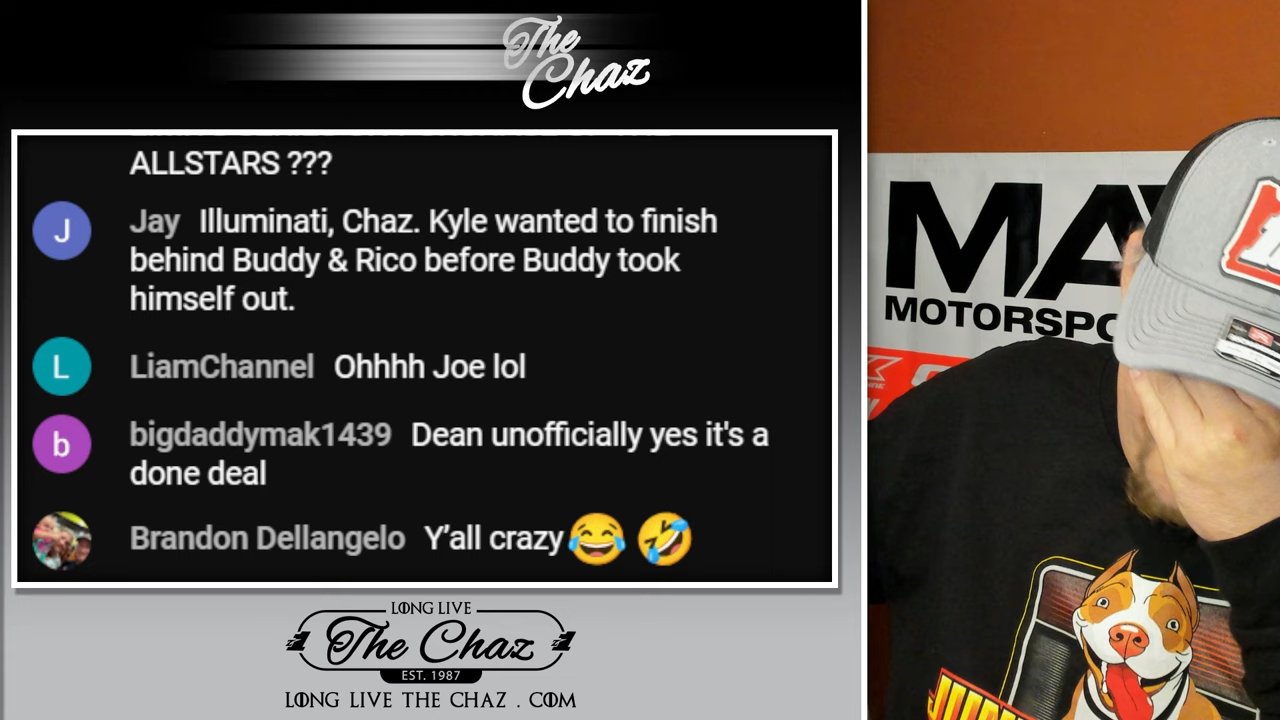 The
Chaz
ALLSTARS ???
J
Jay Illuminati, Chaz. Kyle wanted to finish
behind Buddy & Rico before Buddy took
himself out.
L
LiamChannel Ohhhh Joe lol
b
bigdaddymak1439 Dean unofficially yes it's a
done deal
Brandon Dellangelo Y'all crazy😂 🤣
LONG LIVE
The Chaz
EST. 1987
LONG LIVE THE CHAZ . COM
MA
MOTORSPO